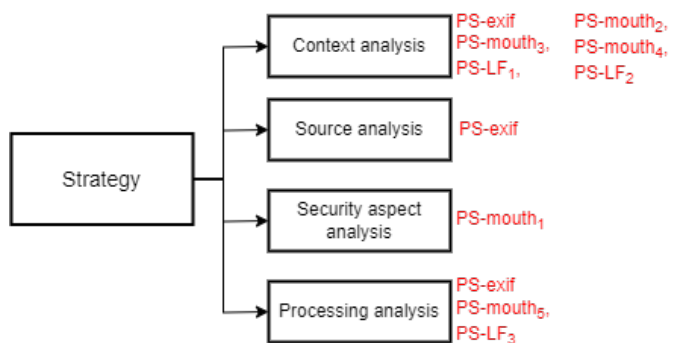 Strategy
Context analysis
PS-exif PS-mouth₂,
PS-mouth₃, PS-mouth₄,
PS-LF₁, PS-LF₂
Source analysis
PS-exif
Security aspect
analysis
PS-mouth₁
Processing analysis
PS-exif
PS-mouth₅,
PS-LF₃